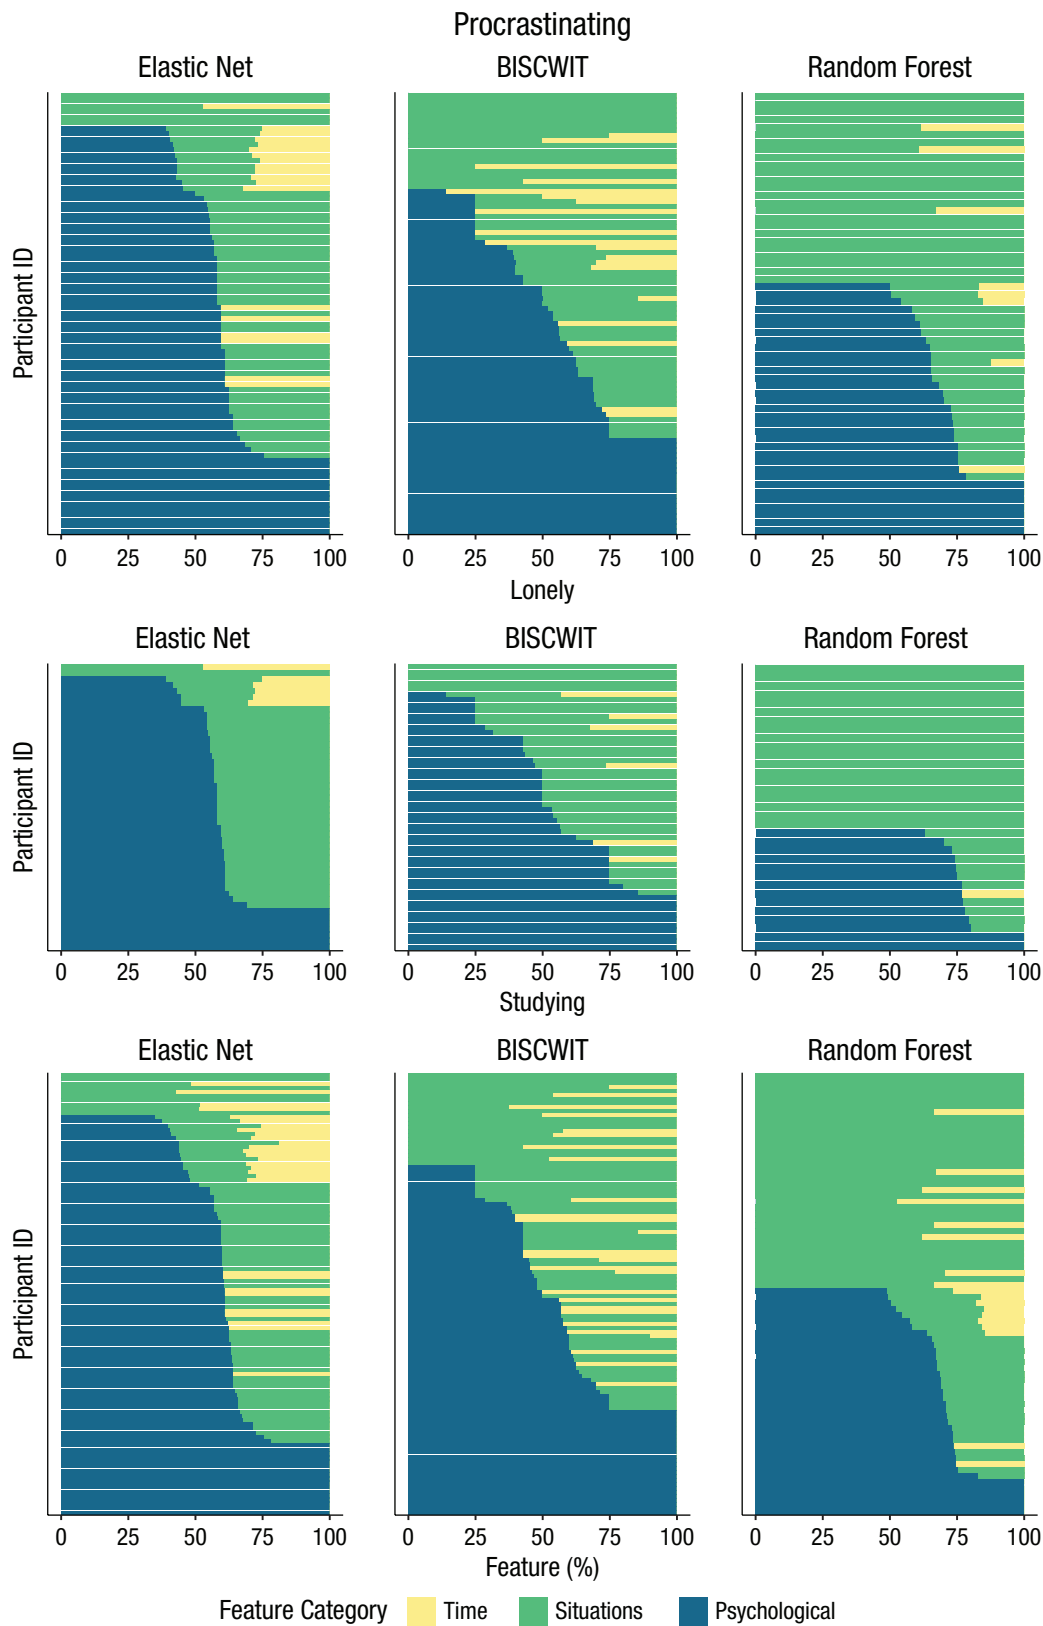 Procrastinating
Elastic Net BISCWIT Random Forest
Participant ID
0 25 50 75 100 0 25 50 75 100 0 25 50 75 100
Lonely
Elastic Net BISCWIT Random Forest
Participant ID
0 25 50 75 100 0 25 50 75 100 0 25 50 75 100
Studying
Elastic Net BISCWIT Random Forest
Participant ID
0 25 50 75 100 0 25 50 75 100 0 25 50 75 100
Feature (%)
Feature Category Time Situations Psychological